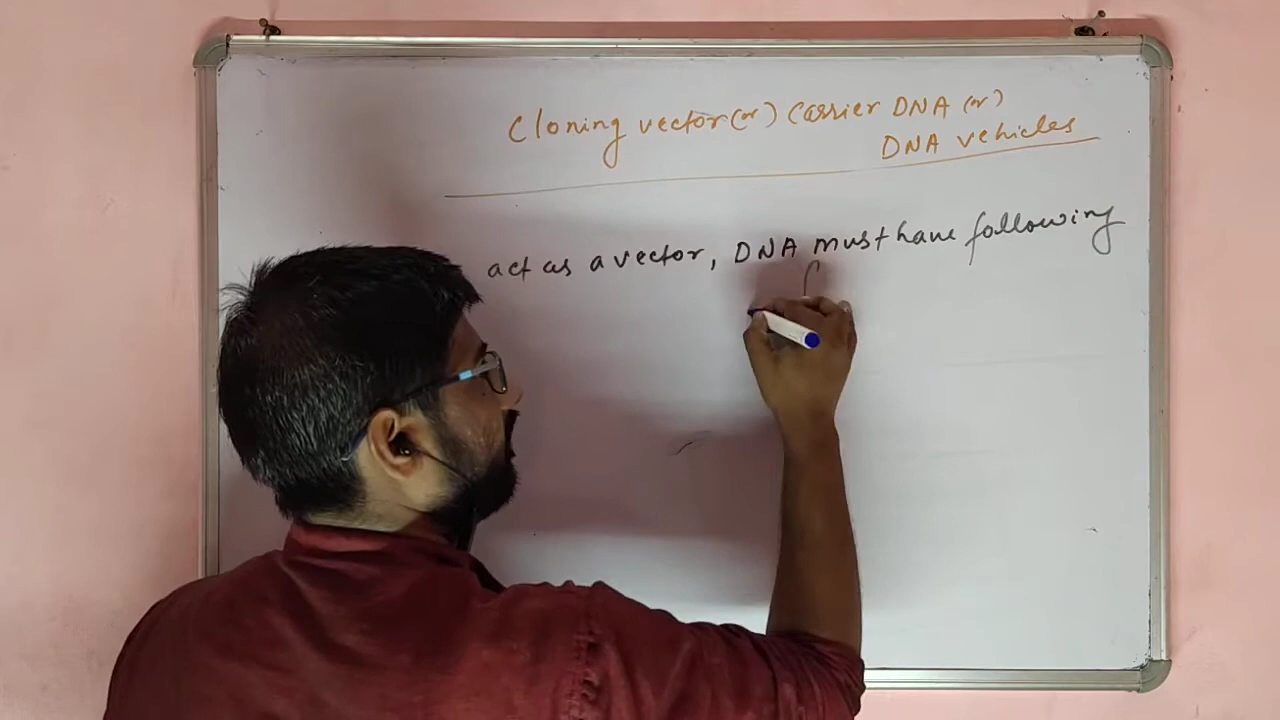 Cloning vector (or) Carrier DNA (or)
DNA vehicles
act as a vector, DNA must have following